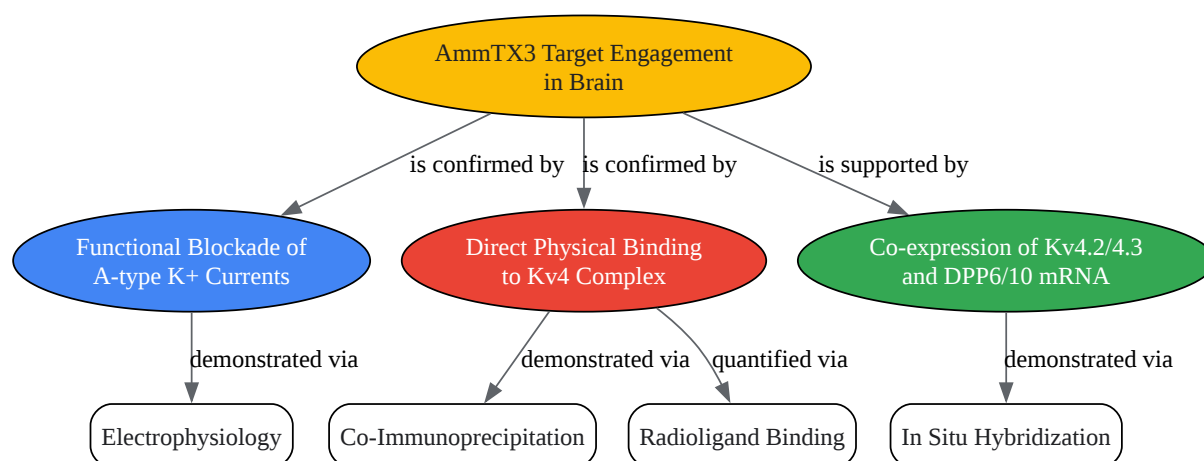 AmmTX3 Target Engagement
in Brain
is confirmed by
is confirmed by
is supported by
Functional Blockade of
A-type K+ Currents
Direct Physical Binding
to Kv4 Complex
Co-expression of Kv4.2/4.3
and DPP6/10 mRNA
demonstrated via
demonstrated via
quantified via
demonstrated via
Electrophysiology
Co-Immunoprecipitation
Radioligand Binding
In Situ Hybridization